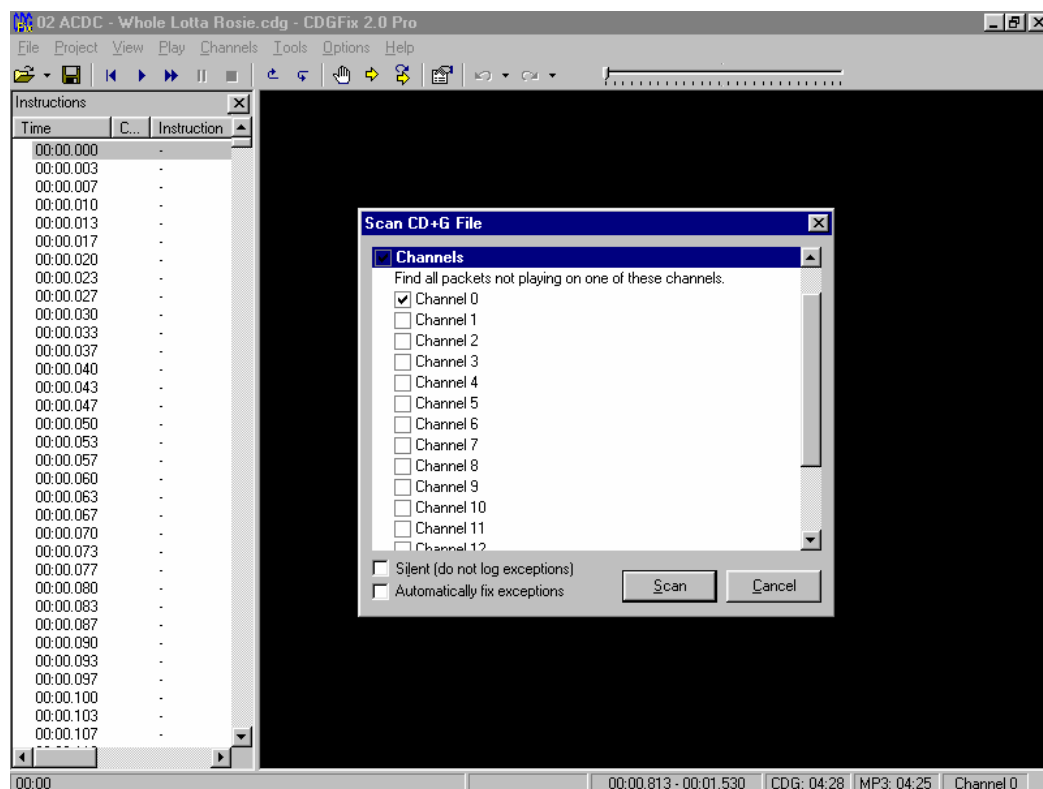 02 ACDC - Whole Lotta Rosie.cdg - CDGFix 2.0 Pro
File Project View Play Channels Tools Options Help
Instructions
Time C... Instruction
00:00.000 -
00:00.003 -
00:00.007 -
00:00.010 -
00:00.013 -
00:00.017 -
00:00.020 -
00:00.023 -
00:00.027 -
00:00.030 -
00:00.033 -
00:00.037 -
00:00.040 -
00:00.043 -
00:00.047 -
00:00.050 -
00:00.053 -
00:00.057 -
00:00.060 -
00:00.063 -
00:00.067 -
00:00.070 -
00:00.073 -
00:00.077 -
00:00.080 -
00:00.083 -
00:00.087 -
00:00.090 -
00:00.093 -
00:00.097 -
00:00.100 -
00:00.103 -
00:00.107 -
Scan CD+G File
Channels
Find all packets not playing on one of these channels.
Channel 0
Channel 1
Channel 2
Channel 3
Channel 4
Channel 5
Channel 6
Channel 7
Channel 8
Channel 9
Channel 10
Channel 11
Channel 12
Silent (do not log exceptions)
Automatically fix exceptions
Scan
Cancel
00:00
00:00.813 - 00:01.530
CDG: 04:28
MP3: 04:25
Channel 0